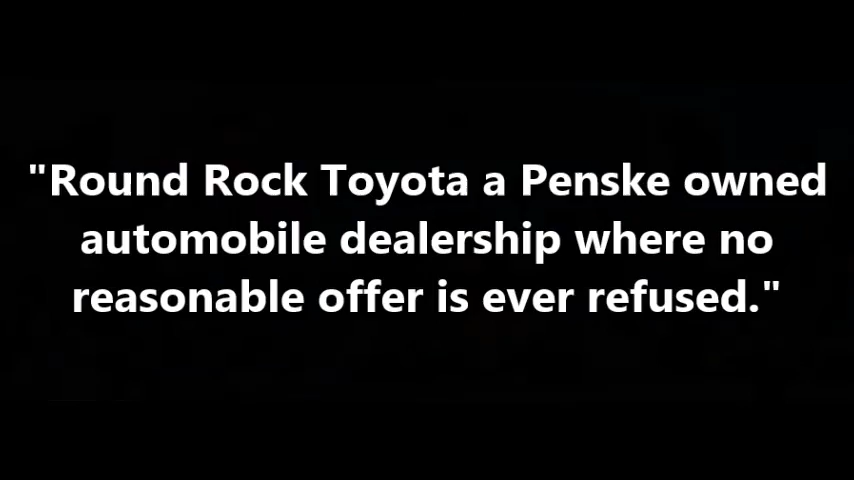 "Round Rock Toyota a Penske owned
automobile dealership where no
reasonable offer is ever refused."